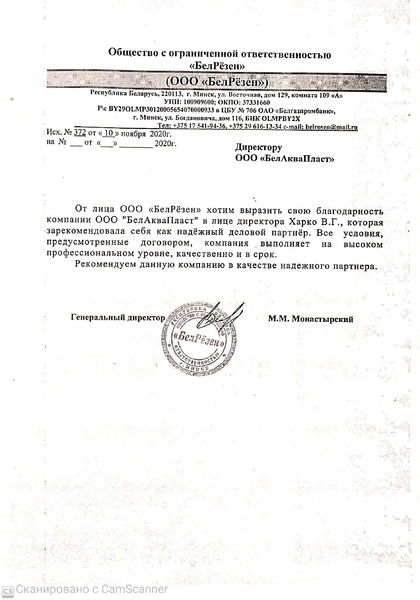 Общество с ограниченной ответственностью
«БелРёзен»
(ООО «БелРёзен»)
Республика Беларусь, 220113, г. Минск, ул. Восточная, дом 129, комната 109 «А»
УНН: 100909600; ОКПО: 37331660
Р\с BY29OLMP30120005654070000933 в ЦБУ № 706 ОАО «Белгазпромбанк»,
г. Минск, ул. Богдановича, дом 116, БИК OLMPBY2X
Тел: +375 17 541-94-36, +375 29 616-13-34 e-mail: belrosen@mail.ru
Исх. № 372 от « 10 » ноября 2020г.
на № ___ от «___» ________ 2020г.
Директору
ООО «БелАкваПласт»
От лица ООО «БелРёзен» хотим выразить свою благодарность
компании ООО "БелАкваПласт" в лице директора Харко В.Г., которая
зарекомендовала себя как надёжный деловой партнёр. Все условия,
предусмотренные договором, компания выполняет на высоком
профессиональном уровне, качественно и в срок.
Рекомендуем данную компанию в качестве надежного партнера.
Генеральный директор М.М. Монастырский
«БелРёзен»
МИНСК
CS Сканировано с CamScanner